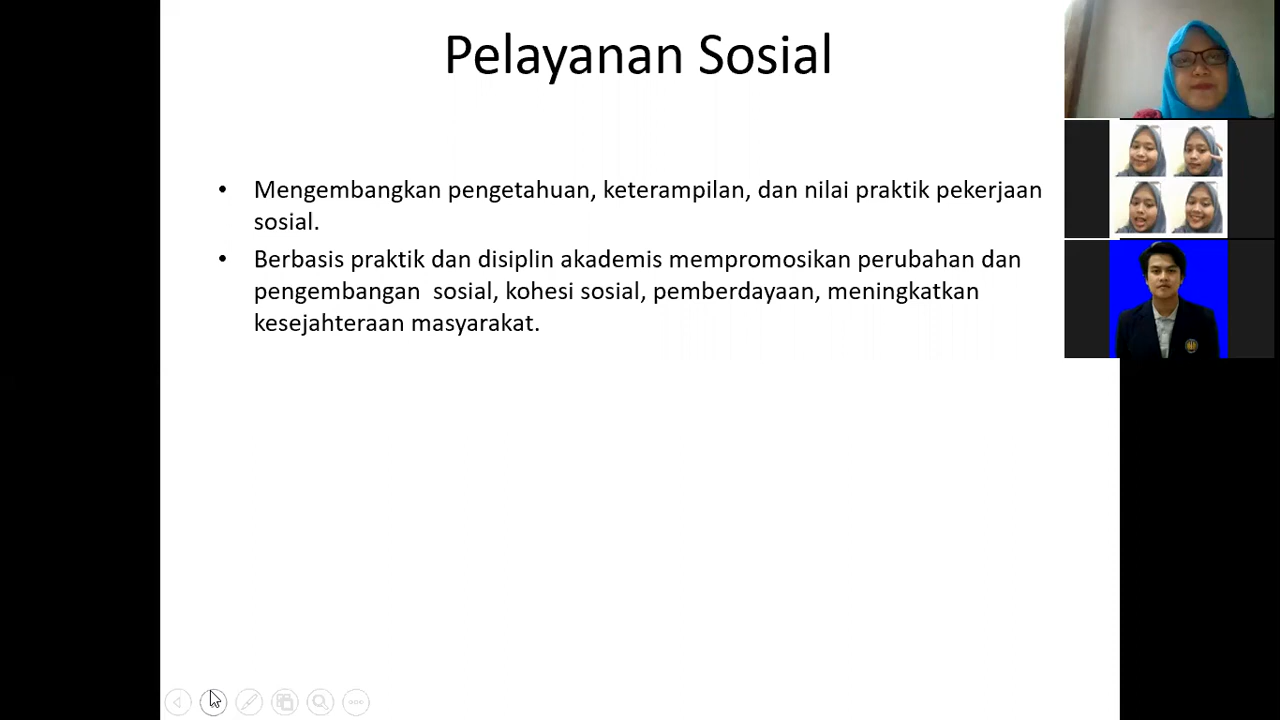 Pelayanan Sosial
• Mengembangkan pengetahuan, keterampilan, dan nilai praktik pekerjaan
sosial.
• Berbasis praktik dan disiplin akademis mempromosikan perubahan dan
pengembangan  sosial, kohesi sosial, pemberdayaan, meningkatkan
kesejahteraan masyarakat.